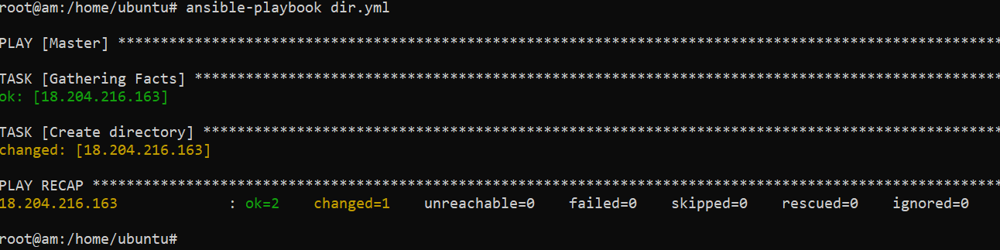 root@am:/home/ubuntu# ansible-playbook dir.yml
PLAY [Master] *********************************************************************************************************
TASK [Gathering Facts] ************************************************************************************************
ok: [18.204.216.163]
TASK [Create directory] ***********************************************************************************************
changed: [18.204.216.163]
PLAY RECAP ************************************************************************************************************
18.204.216.163             : ok=2    changed=1    unreachable=0    failed=0    skipped=0    rescued=0    ignored=0
root@am:/home/ubuntu#